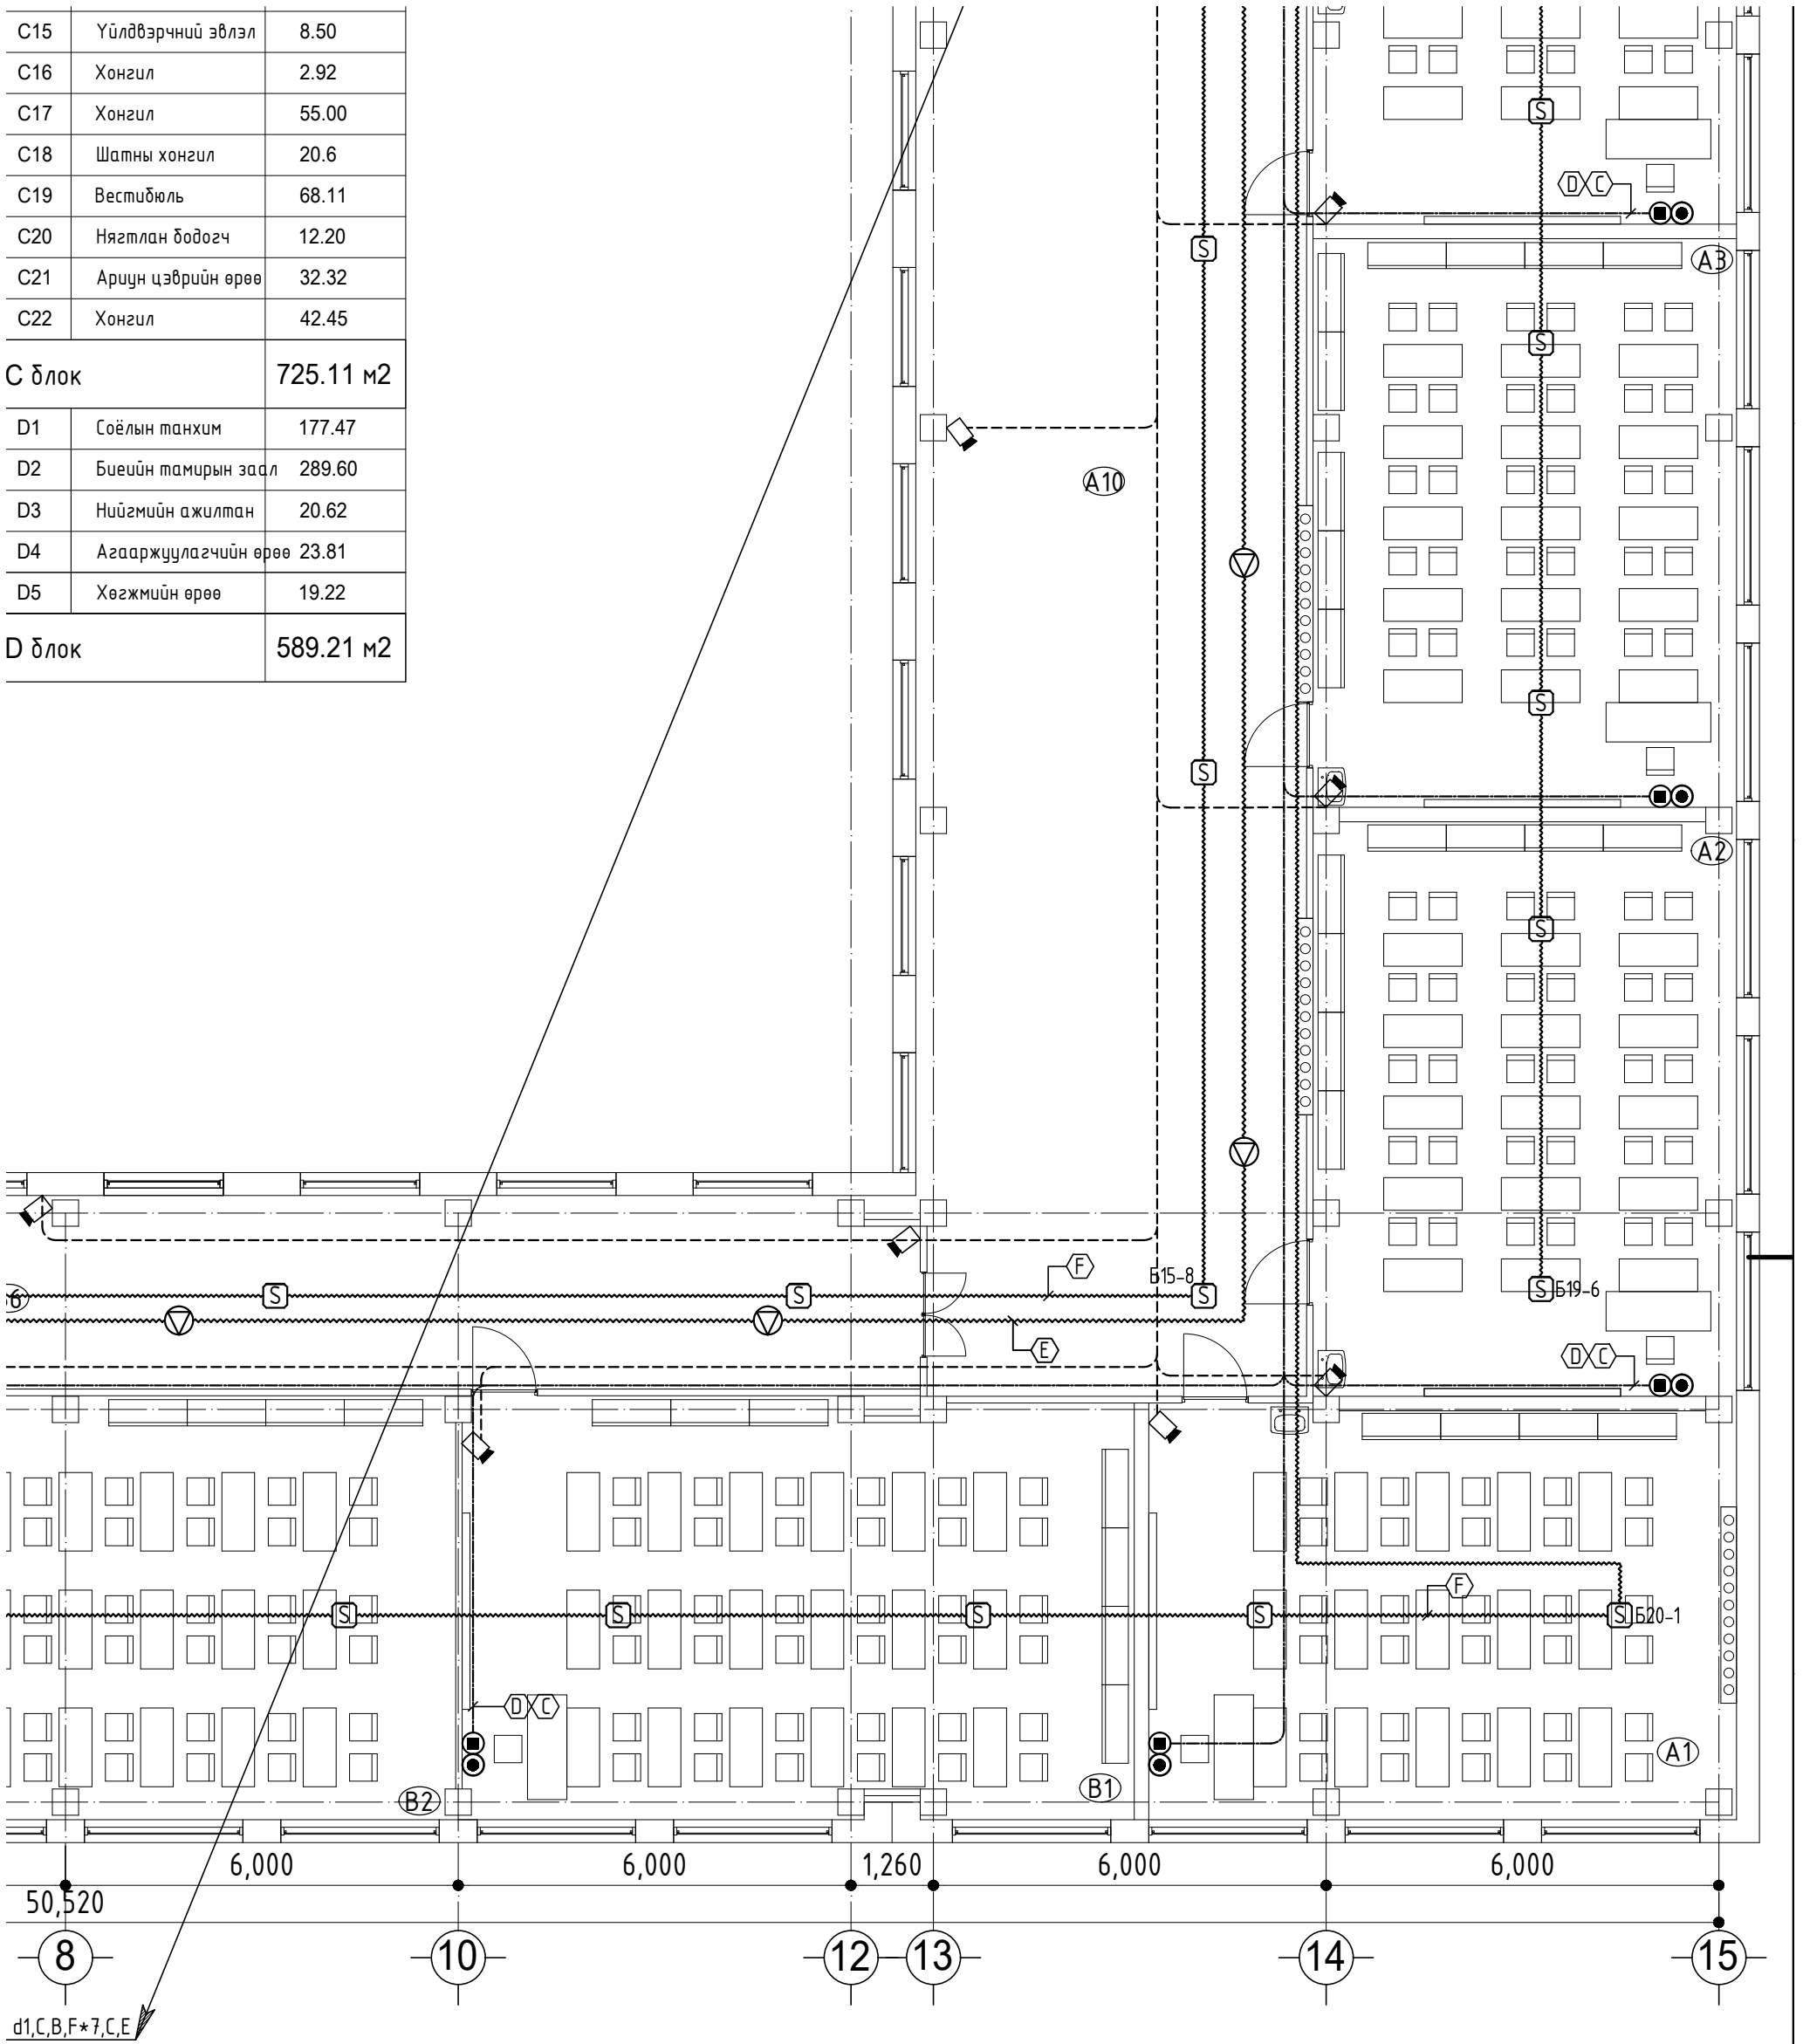 C15 Үйлдвэрчний эвлэл 8.50
C16 Хонгил 2.92
C17 Хонгил 55.00
C18 Шатны хонгил 20.6
C19 Вестибюль 68.11
C20 Нягтлан бодогч 12.20
C21 Ариун цэврийн өрөө 32.32
C22 Хонгил 42.45
C блок 725.11 м2
D1 Соёлын танхим 177.47
D2 Биеийн тамирын заал 289.60
D3 Нийгмийн ажилтан 20.62
D4 Агааржуулагчийн өрөө 23.81
D5 Хөгжмийн өрөө 19.22
D блок 589.21 м2
S
D C
S
A3
S
A10
S
S
A2
S
F
Б15-8
6
S
S
S
S
Б19-6
E
D C
F
S
S
S
S
S
Б20-1
D C
A1
B2
B1
6,000
6,000
1,260
6,000
6,000
50,520
8
10
12
13
14
15
d1,C,B,F*7,C,E